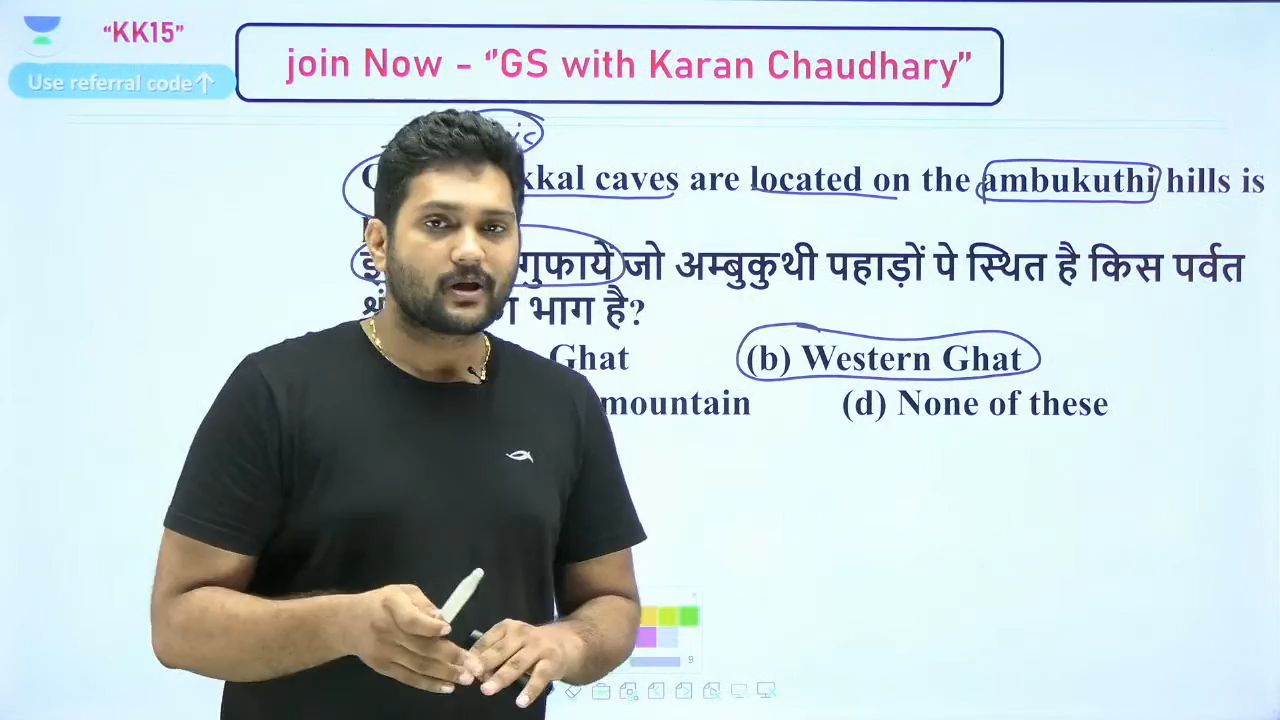 "KK15"
Use referral code↑
join Now - "GS with Karan Chaudhary"
caves are located on the ambukuthi hills is
गुफायें जो अम्बुकुथी पहाड़ों पे स्थित है किस पर्वत
भाग है?
Ghat (b) Western Ghat
mountain (d) None of these
9